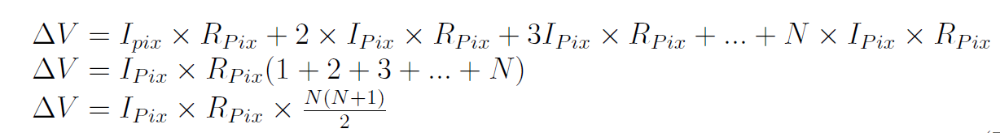 ΔV = I_{pix} × R_{Pix} + 2 × I_{Pix} × R_{Pix} + 3I_{Pix} × R_{Pix} + ... + N × I_{Pix} × R_{Pix}
ΔV = I_{Pix} × R_{Pix}(1 + 2 + 3 + ... + N)
ΔV = I_{Pix} × R_{Pix} × \frac{N(N+1)}{2}